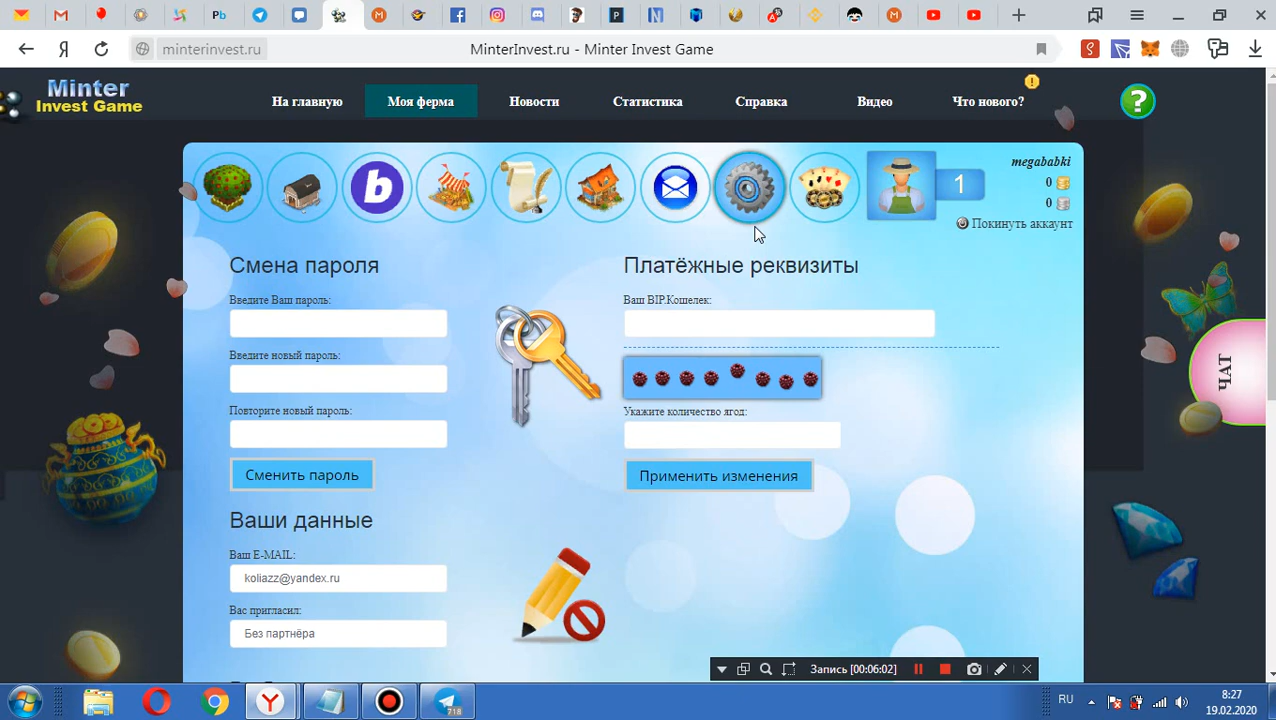 Pb
minterinvest.ru
MinterInvest.ru - Minter Invest Game
Minter
Invest Game
На главную
Моя ферма
Новости
Статистика
Справка
Видео
Что нового?
megababki
1
0
0
Покинуть аккаунт
Смена пароля
Введите Ваш пароль:
Введите новый пароль:
Повторите новый пароль:
Сменить пароль
Платёжные реквизиты
Ваш BIP.Кошелек:
Укажите количество ягод:
Применить изменения
Ваши данные
Ваш E-MAIL:
koliazz@yandex.ru
Вас пригласил:
Без партнёра
ЧАТ
Запись [00:06:02]
718
RU
8:27
19.02.2020